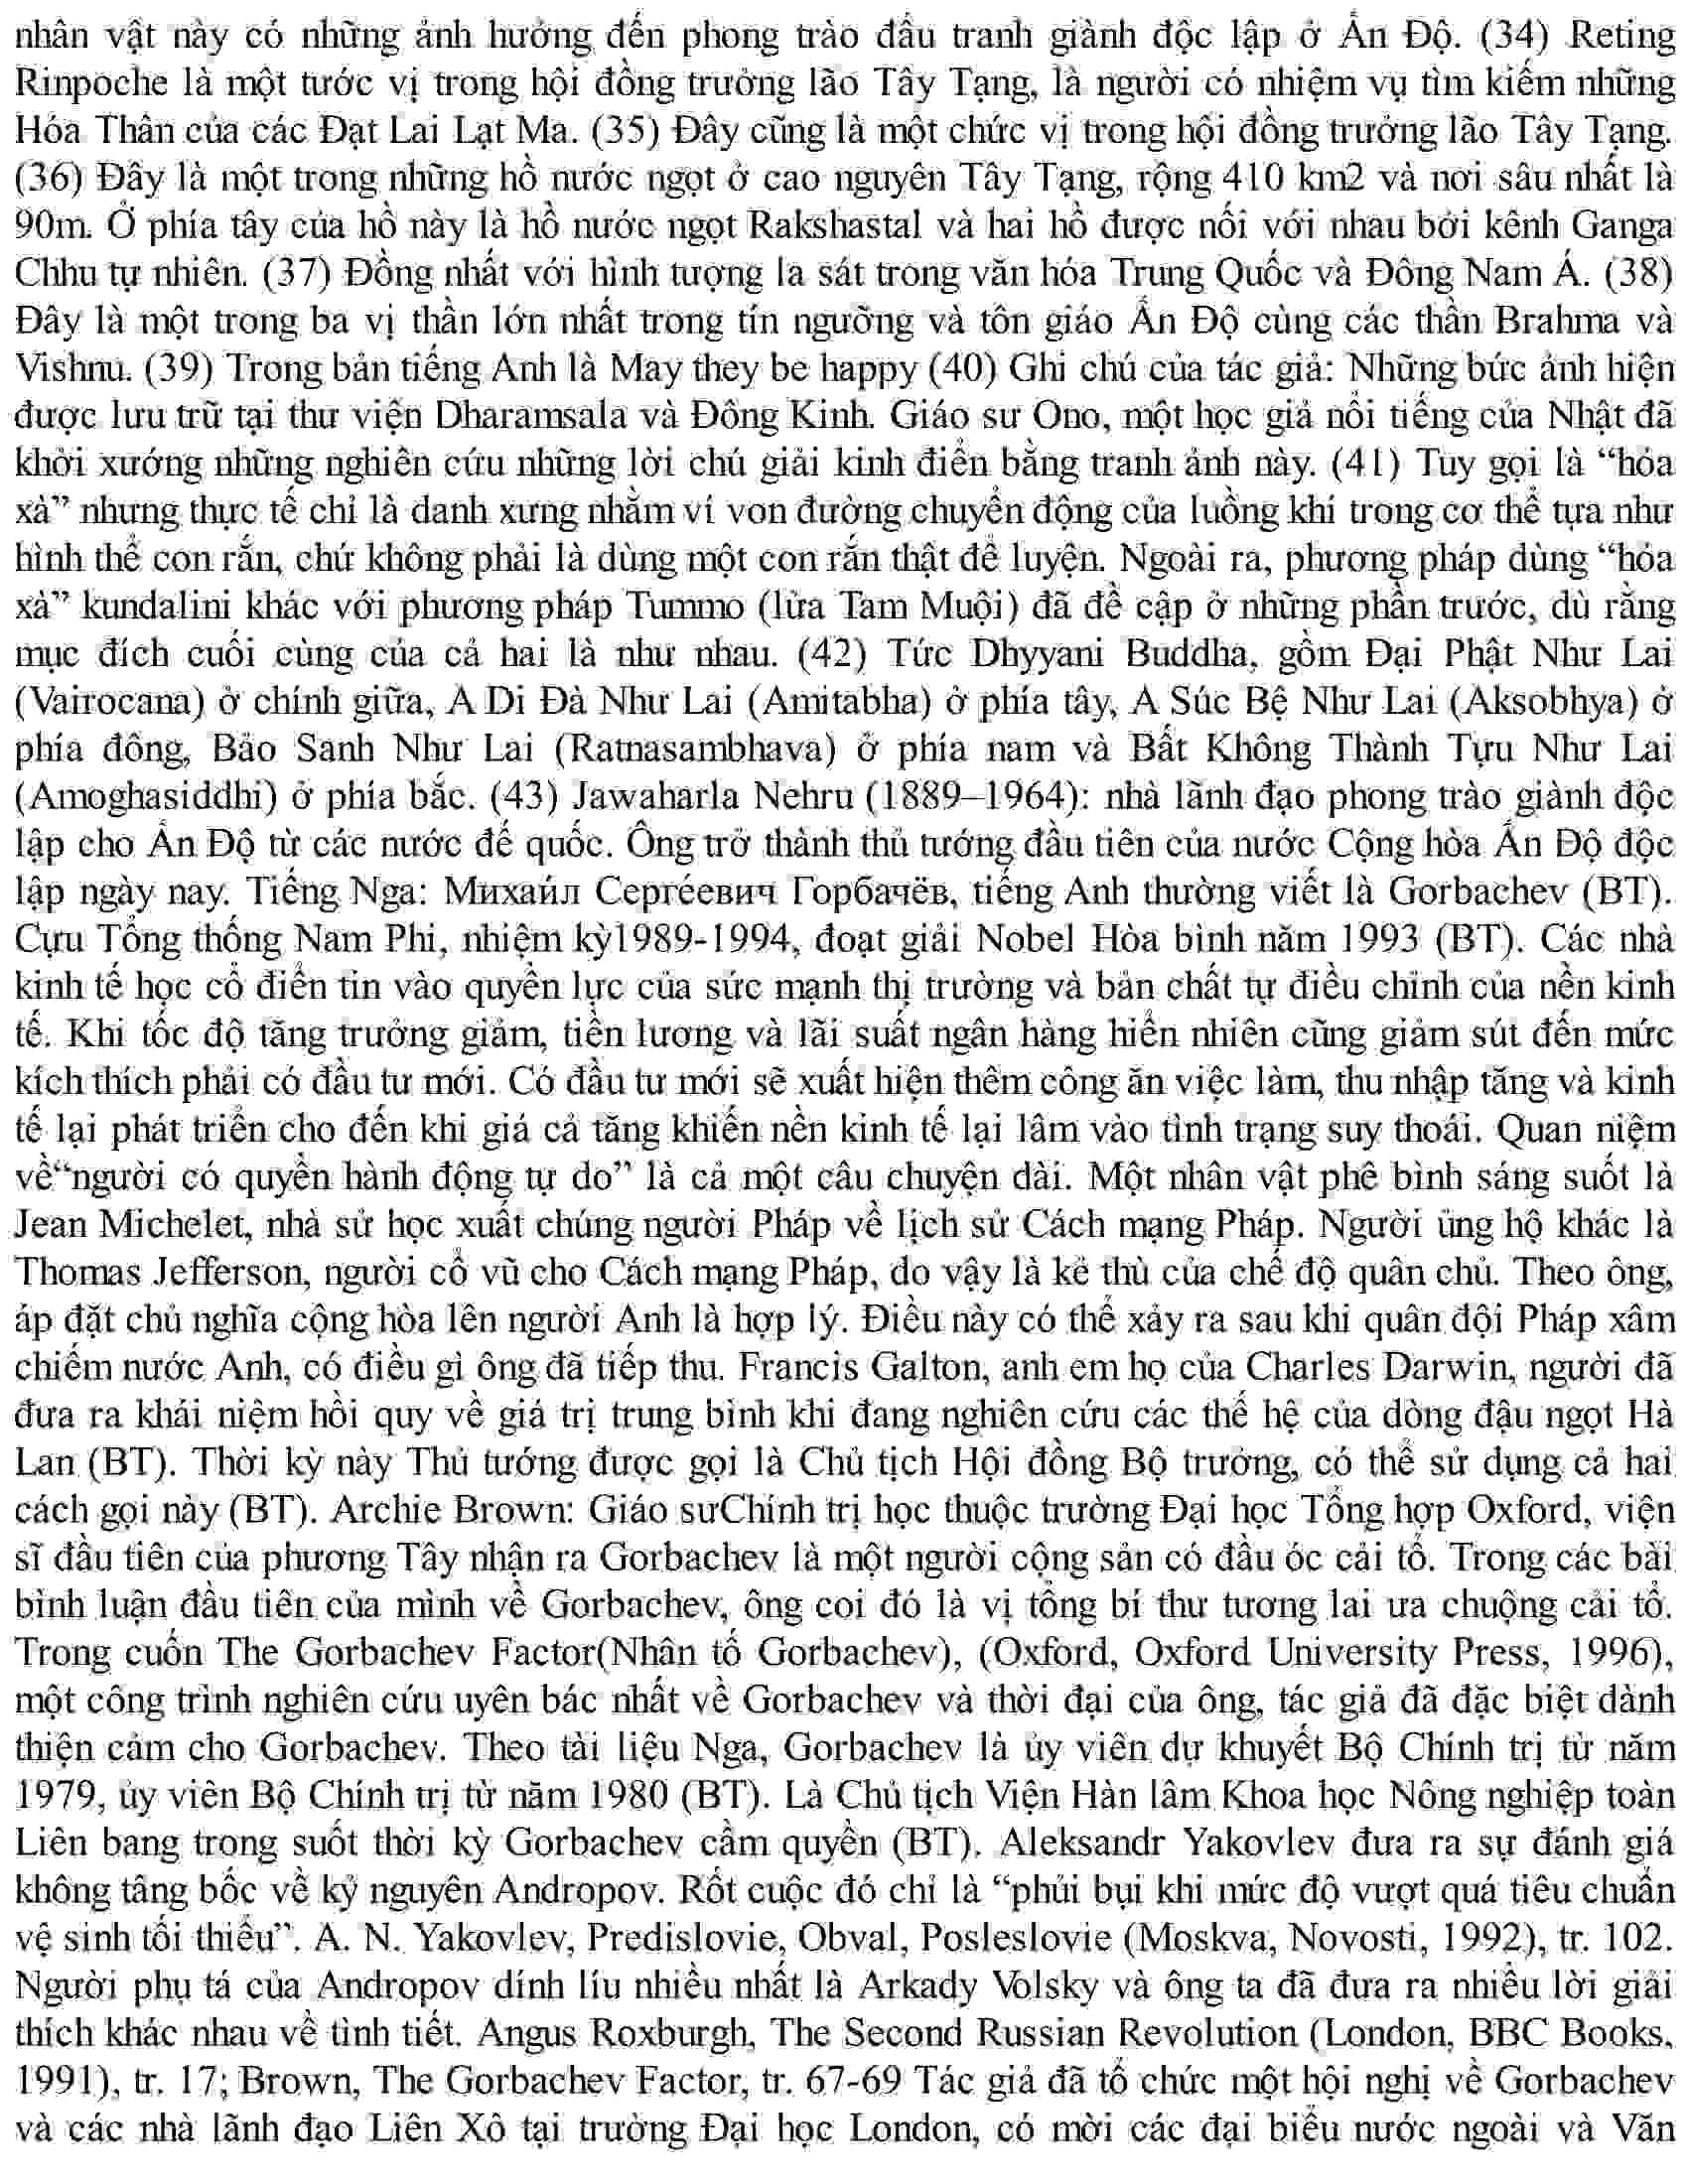 nhân vật này có những ảnh hưởng đến phong trào đấu tranh giành độc lập ở Ấn Độ. (34) Reting
Rinpoche là một tước vị trong hội đồng trưởng lão Tây Tạng, là người có nhiệm vụ tìm kiếm những
Hóa Thân của các Đạt Lai Lạt Ma. (35) Đây cũng là một chức vị trong hội đồng trưởng lão Tây Tạng.
(36) Đây là một trong những hồ nước ngọt ở cao nguyên Tây Tạng, rộng 410 km2 và nơi sâu nhất là
90m. Ở phía tây của hồ này là hồ nước ngọt Rakshastal và hai hồ được nối với nhau bởi kênh Ganga
Chhu tự nhiên. (37) Đồng nhất với hình tượng la sát trong văn hóa Trung Quốc và Đông Nam Á. (38)
Đây là một trong ba vị thần lớn nhất trong tín ngưỡng và tôn giáo Ấn Độ cùng các thần Brahma và
Vishnu. (39) Trong bản tiếng Anh là May they be happy (40) Ghi chú của tác giả: Những bức ảnh hiện
được lưu trữ tại thư viện Dharamsala và Đông Kinh. Giáo sư Ono, một học giả nổi tiếng của Nhật đã
khởi xướng những nghiên cứu những lời chú giải kinh điển bằng tranh ảnh này. (41) Tuy gọi là “hỏa
xà” nhưng thực tế chỉ là danh xưng nhằm ví von đường chuyển động của luồng khí trong cơ thể tựa như
hình thể con rắn, chứ không phải là dùng một con rắn thật để luyện. Ngoài ra, phương pháp dùng “hỏa
xà” kundalini khác với phương pháp Tummo (lửa Tam Muội) đã đề cập ở những phần trước, dù rằng
mục đích cuối cùng của cả hai là như nhau. (42) Tức Dhyyani Buddha, gồm Đại Phật Như Lai
(Vairocana) ở chính giữa, A Di Đà Như Lai (Amitabha) ở phía tây, A Súc Bệ Như Lai (Aksobhya) ở
phía đông, Bảo Sanh Như Lai (Ratnasambhava) ở phía nam và Bất Không Thành Tựu Như Lai
(Amoghasiddhi) ở phía bắc. (43) Jawaharla Nehru (1889–1964): nhà lãnh đạo phong trào giành độc
lập cho Ấn Độ từ các nước đế quốc. Ông trở thành thủ tướng đầu tiên của nước Cộng hòa Ấn Độ độc
lập ngày nay. Tiếng Nga: Михаил Сергéевич Горбачёв, tiếng Anh thường viết là Gorbachev (BT).
Cựu Tổng thống Nam Phi, nhiệm kỳ1989-1994, đoạt giải Nobel Hòa bình năm 1993 (BT). Các nhà
kinh tế học cổ điển tin vào quyền lực của sức mạnh thị trường và bản chất tự điều chỉnh của nền kinh
tế. Khi tốc độ tăng trưởng giảm, tiền lương và lãi suất ngân hàng hiển nhiên cũng giảm sút đến mức
kích thích phải có đầu tư mới. Có đầu tư mới sẽ xuất hiện thêm công ăn việc làm, thu nhập tăng và kinh
tế lại phát triển cho đến khi giá cả tăng khiến nền kinh tế lại lâm vào tình trạng suy thoái. Quan niệm
về“người có quyền hành động tự do” là cả một câu chuyện dài. Một nhân vật phê bình sáng suốt là
Jean Michelet, nhà sử học xuất chúng người Pháp về lịch sử Cách mạng Pháp. Người ủng hộ khác là
Thomas Jefferson, người cổ vũ cho Cách mạng Pháp, do vậy là kẻ thù của chế độ quân chủ. Theo ông,
áp đặt chủ nghĩa cộng hòa lên người Anh là hợp lý. Điều này có thể xảy ra sau khi quân đội Pháp xâm
chiếm nước Anh, có điều gì ông đã tiếp thu. Francis Galton, anh em họ của Charles Darwin, người đã
đưa ra khái niệm hồi quy về giá trị trung bình khi đang nghiên cứu các thế hệ của dòng đậu ngọt Hà
Lan (BT). Thời kỳ này Thủ tướng được gọi là Chủ tịch Hội đồng Bộ trưởng, có thể sử dụng cả hai
cách gọi này (BT). Archie Brown: Giáo sưChính trị học thuộc trường Đại học Tổng hợp Oxford, viện
sĩ đầu tiên của phương Tây nhận ra Gorbachev là một người cộng sản có đầu óc cải tổ. Trong các bài
bình luận đầu tiên của mình về Gorbachev, ông coi đó là vị tổng bí thư tương lai ưa chuộng cải tổ.
Trong cuốn The Gorbachev Factor(Nhân tố Gorbachev), (Oxford, Oxford University Press, 1996),
một công trình nghiên cứu uyên bác nhất về Gorbachev và thời đại của ông, tác giả đã đặc biệt dành
thiện cảm cho Gorbachev. Theo tài liệu Nga, Gorbachev là ủy viên dự khuyết Bộ Chính trị từ năm
1979, ủy viên Bộ Chính trị từ năm 1980 (BT). Là Chủ tịch Viện Hàn lâm Khoa học Nông nghiệp toàn
Liên bang trong suốt thời kỳ Gorbachev cầm quyền (BT). Aleksandr Yakovlev đưa ra sự đánh giá
không tâng bốc về kỷ nguyên Andropov. Rốt cuộc đó chỉ là “phủi bụi khi mức độ vượt quá tiêu chuẩn
vệ sinh tối thiểu”. A. N. Yakovlev, Predislovie, Obval, Posleslovie (Moskva, Novosti, 1992), tr. 102.
Người phụ tá của Andropov dính líu nhiều nhất là Arkady Volsky và ông ta đã đưa ra nhiều lời giải
thích khác nhau về tình tiết. Angus Roxburgh, The Second Russian Revolution (London, BBC Books,
1991), tr. 17; Brown, The Gorbachev Factor, tr. 67-69 Tác giả đã tổ chức một hội nghị về Gorbachev
và các nhà lãnh đạo Liên Xô tại trường Đại học London, có mời các đại biểu nước ngoài và Văn